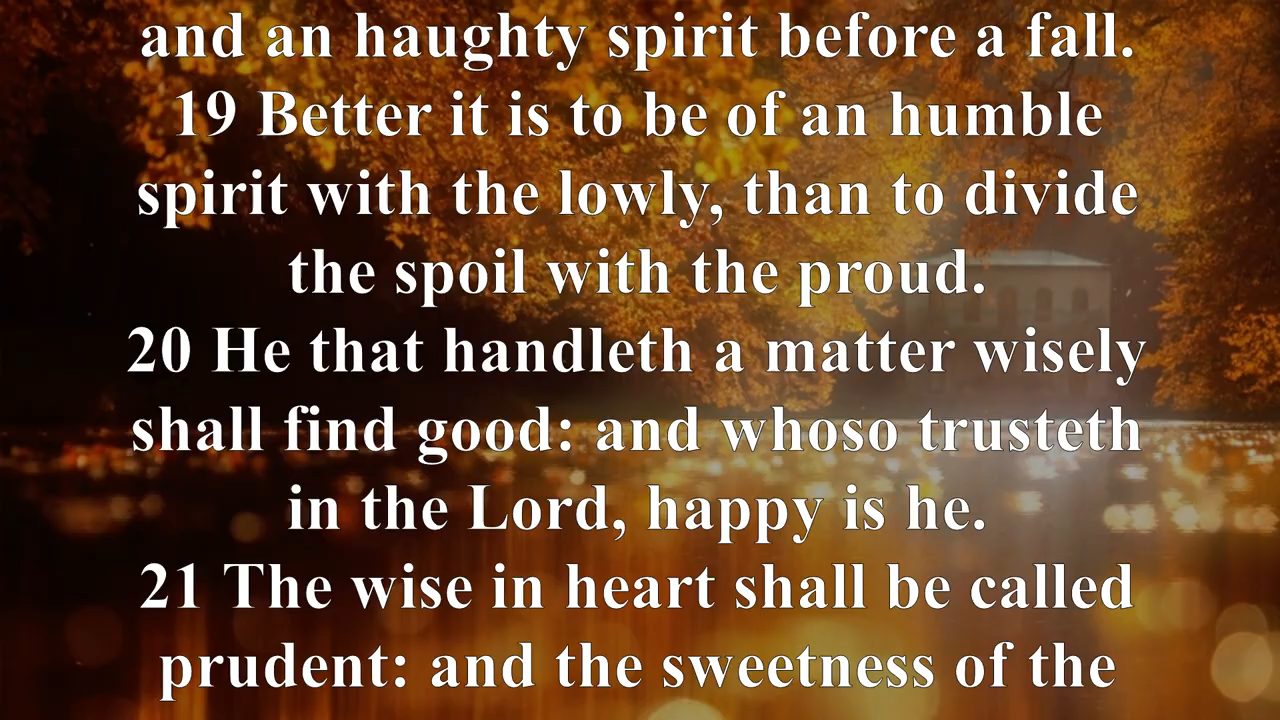 and an haughty spirit before a fall.
19 Better it is to be of an humble
spirit with the lowly, than to divide
the spoil with the proud.
20 He that handleth a matter wisely
shall find good: and whoso trusteth
in the Lord, happy is he.
21 The wise in heart shall be called
prudent: and the sweetness of the